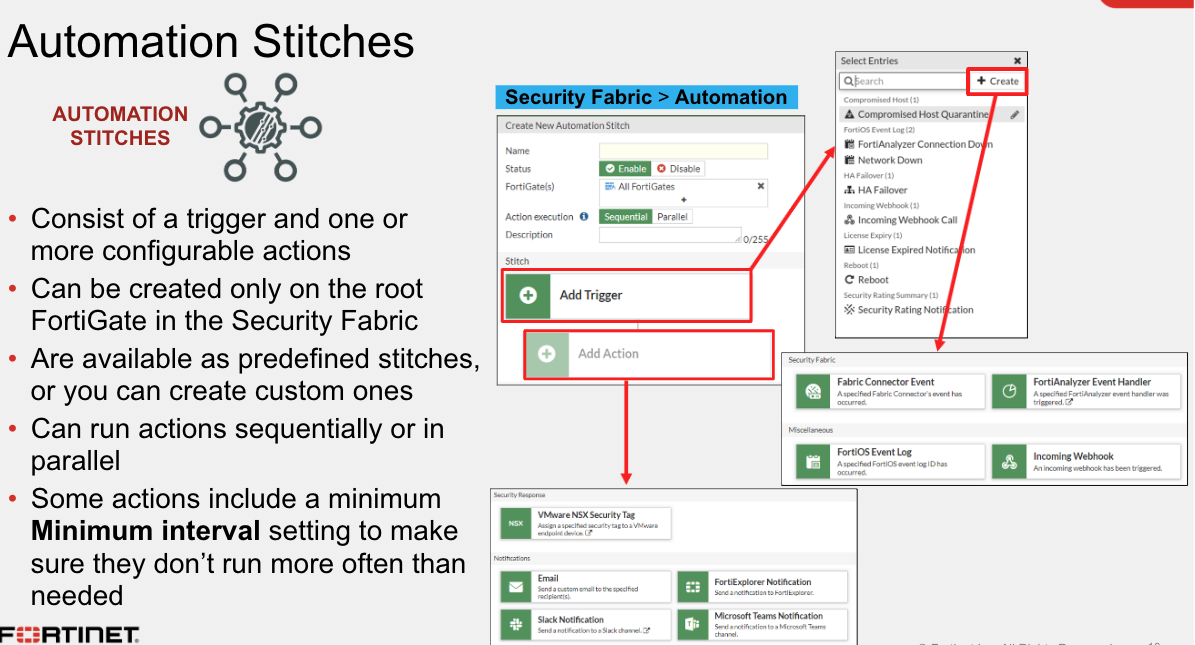 Automation Stitches
AUTOMATION
STITCHES
• Consist of a trigger and one or
more configurable actions
• Can be created only on the root
FortiGate in the Security Fabric
• Are available as predefined stitches,
or you can create custom ones
• Can run actions sequentially or in
parallel
• Some actions include a minimum
Minimum interval setting to make
sure they don't run more often than
needed
FORTINET.
Security Fabric > Automation
Create New Automation Stitch
Name
Status Enable Disable
FortiGate(s) All FortiGates
+
Action execution Sequential Parallel
Description
0/255
Stitch
Add Trigger
Add Action
Select Entries
Search + Create
Compromised Host (1)
Compromised Host Quarantine
FortiOS Event Log (2)
FortiAnalyzer Connection Down
Network Down
HA Failover (1)
HA Failover
Incoming Webhook (1)
Incoming Webhook Call
License Expiry (1)
License Expired Notification
Reboot (1)
Reboot
Security Rating Summary (1)
Security Rating Notification
Security Fabric
Fabric Connector Event
A specified Fabric Connector's event has
occurred.
FortiAnalyzer Event Handler
A specified FortiAnalyzer event handler was
triggered.
Miscellaneous
FortiOS Event Log
A specified FortiOS event log ID has
occurred.
Incoming Webhook
An incoming webhook has been triggered.
Security Response
NSX
VMware NSX Security Tag
Assign a specified security tag to a VMware
endpoint device.
Notifications
Email
Send a custom email to the specified
recipient(s).
FortiExplorer Notification
Send a notification to FortiExplorer.
Slack Notification
Send a notification to a Slack channel.
Microsoft Teams Notification
Send a notification to a Microsoft Teams
channel.